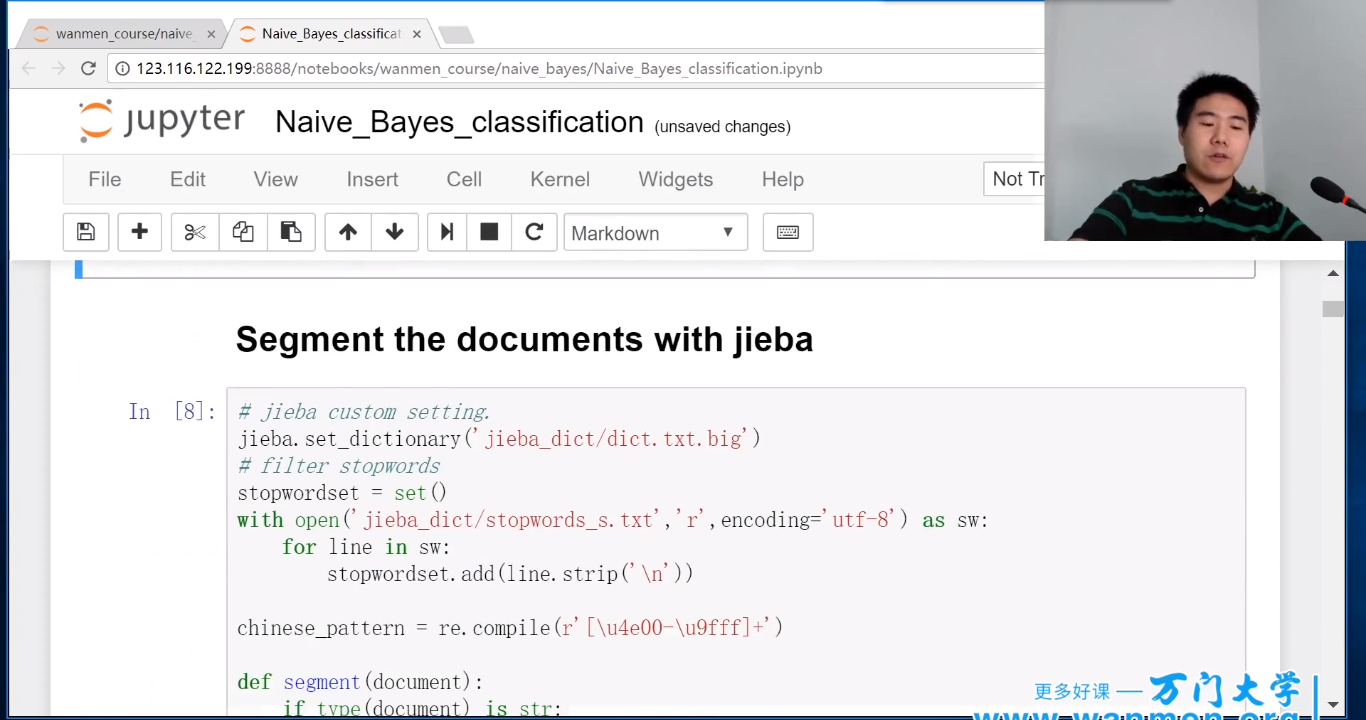 wanmen_course/naive_
Naive_Bayes_classificat
123.116.122.199:8888/notebooks/wanmen_course/naive_bayes/Naive_Bayes_classification.ipynb
jupyter Naive_Bayes_classification (unsaved changes)
File Edit View Insert Cell Kernel Widgets Help Not Tr
Markdown
Segment the documents with jieba
In [8]: # jieba custom setting.
jieba.set_dictionary('jieba_dict/dict.txt.big')
# filter stopwords
stopwordset = set()
with open('jieba_dict/stopwords_s.txt','r',encoding='utf-8') as sw:
    for line in sw:
        stopwordset.add(line.strip('\n'))
chinese_pattern = re.compile(r'[\u4e00-\u9fff]+')
def segment(document):
    if type(document) is str:
更多好课 — 万门大学
www.wanmen.org